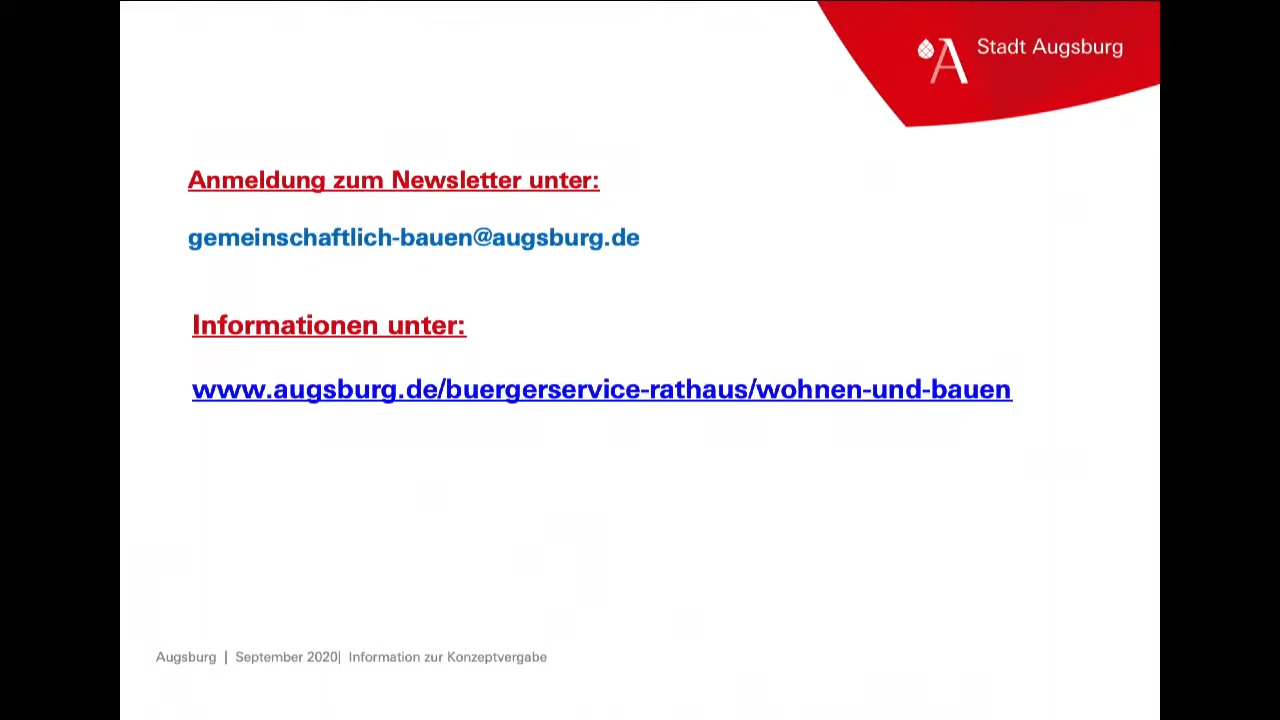 Stadt Augsburg
Anmeldung zum Newsletter unter:
gemeinschaftlich-bauen@augsburg.de
Informationen unter:
www.augsburg.de/buergerservice-rathaus/wohnen-und-bauen
Augsburg | September 2020| Information zur Konzeptvergabe